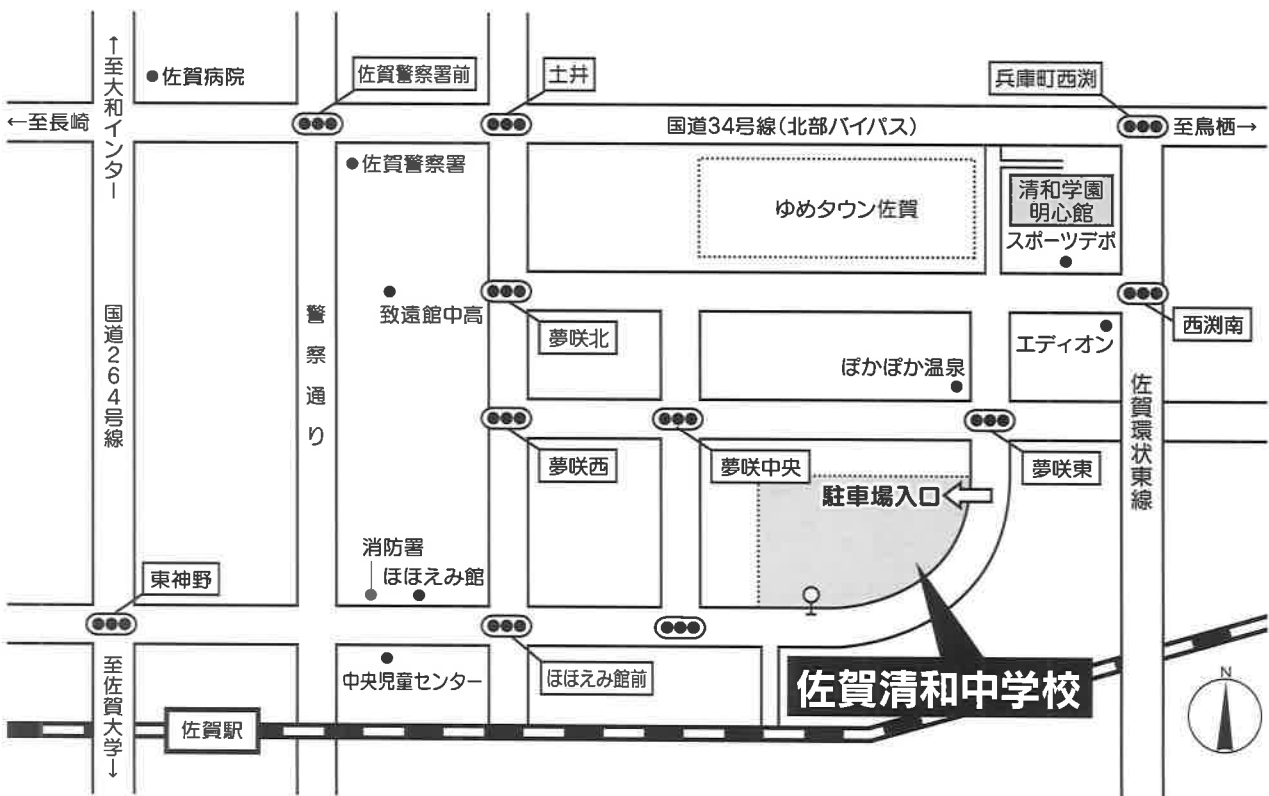 ↑至大和インター
●佐賀病院
佐賀警察署前
土井
兵庫町西渕
←至長崎
国道34号線(北部バイパス)
至鳥栖→
●佐賀警察署
ゆめタウン佐賀
清和学園
明心館
スポーツデポ
致遠館中高
国道264号線
警察通り
夢咲北
西渕南
エディオン
ぽかぽか温泉
佐賀環状東線
夢咲西
夢咲中央
夢咲東
駐車場入口
消防署
ほほえみ館
東神野
至佐賀大学↓
中央児童センター
ほほえみ館前
佐賀清和中学校
佐賀駅
N